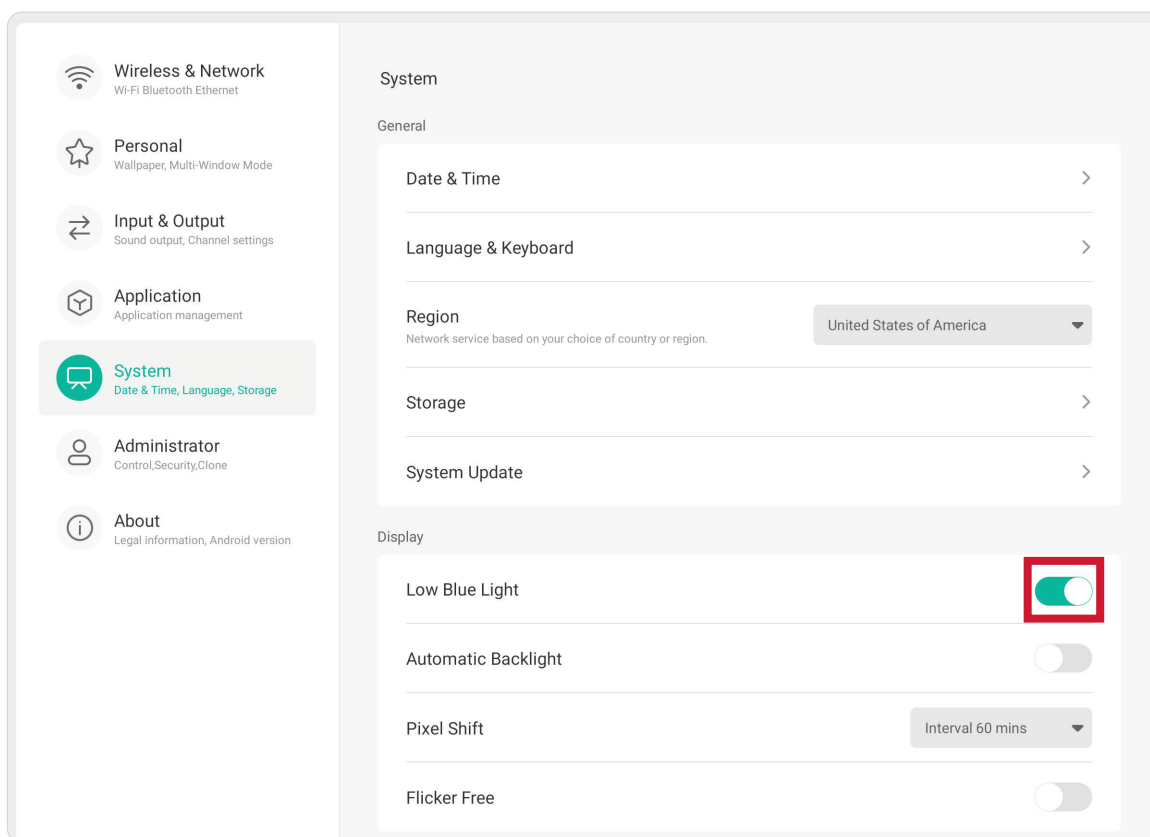 Wireless & Network
Wi-Fi Bluetooth Ethernet
Personal
Wallpaper, Multi-Window Mode
Input & Output
Sound output, Channel settings
Application
Application management
System
Date & Time, Language, Storage
Administrator
Control,Security,Clone
About
Legal information, Android version
System
General
Date & Time
Language & Keyboard
Region
Network service based on your choice of country or region.
United States of America
Storage
System Update
Display
Low Blue Light
Automatic Backlight
Pixel Shift
Interval 60 mins
Flicker Free